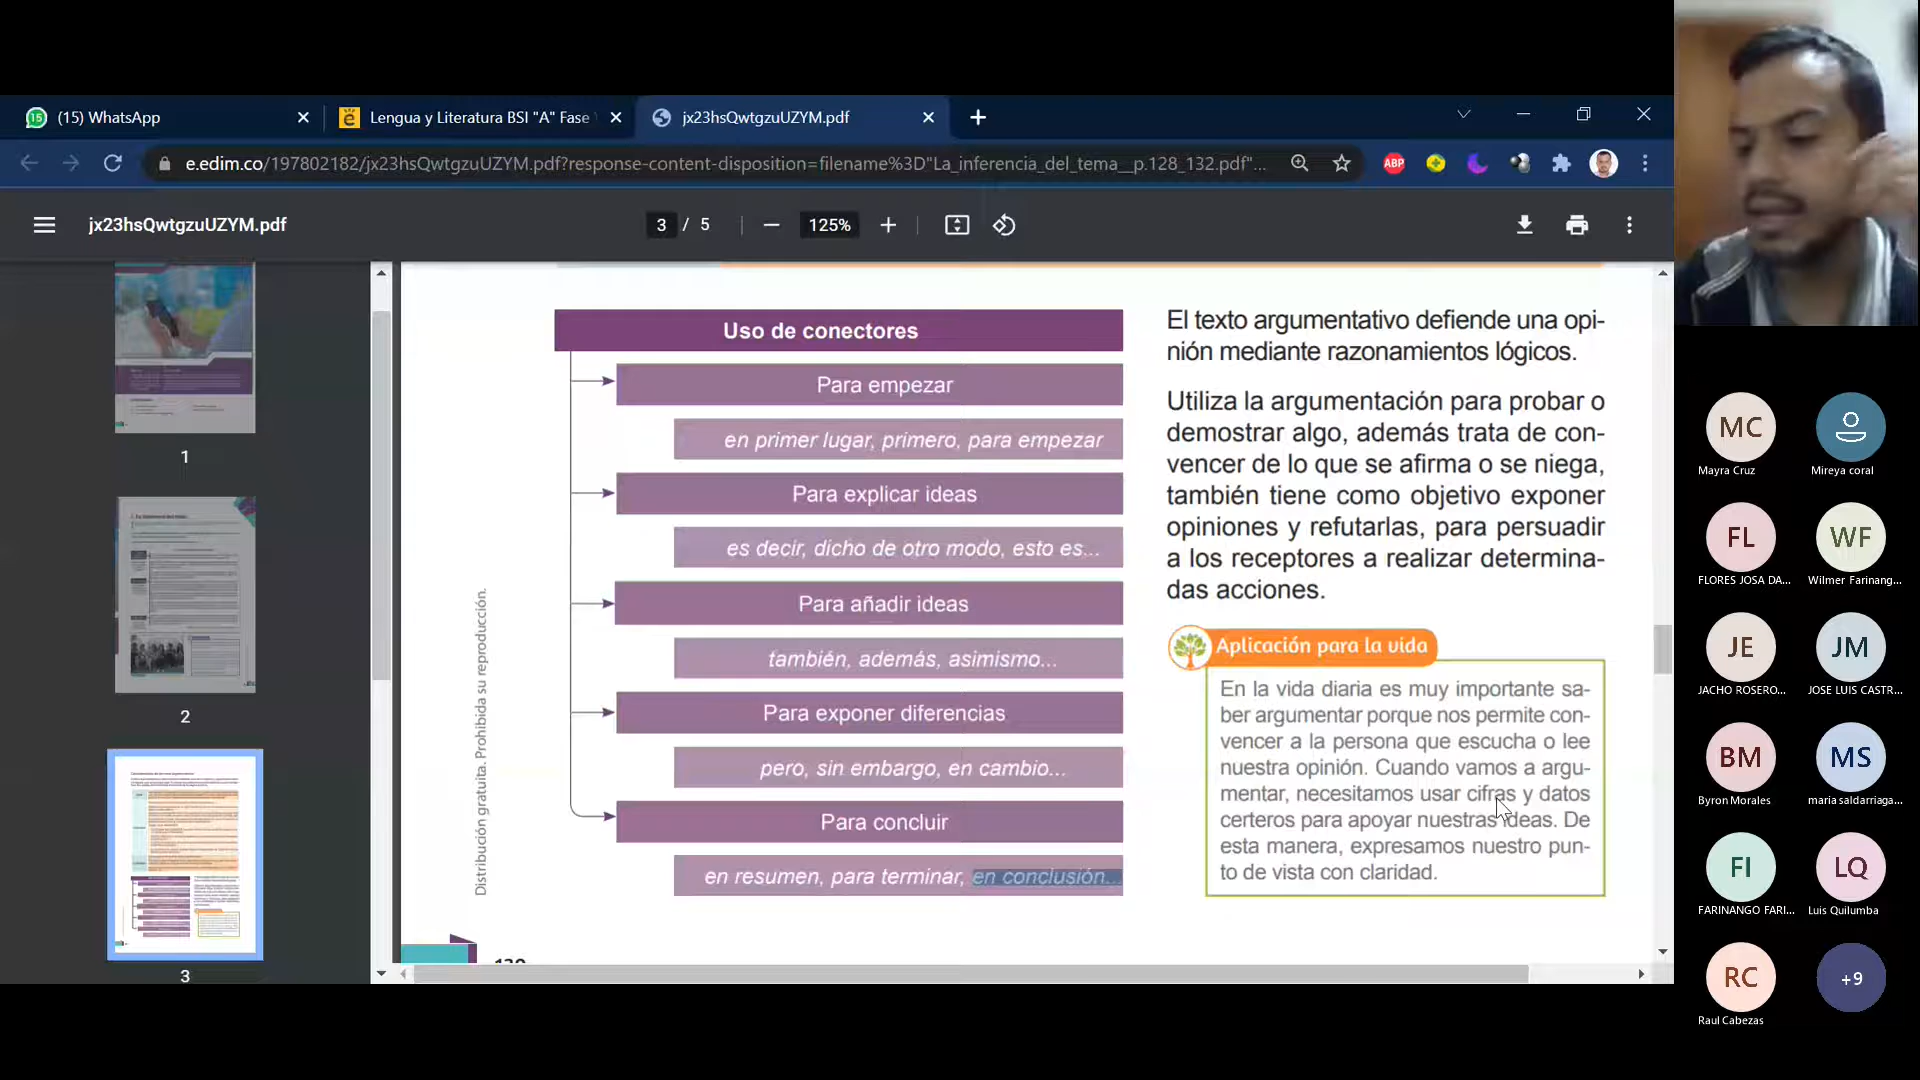 (15) WhatsApp
Lengua y Literatura BSI "A" Fase
jx23hsQwtgzuUZYM.pdf
e.edim.co/197802182/jx23hsQwtgzuUZYM.pdf?response-content-disposition=filename%3D"La_inferencia_del_tema__p.128_132.pdf"...
ABP
jx23hsQwtgzuUZYM.pdf
3 / 5
125%
1
2
3
Uso de conectores
Para empezar
en primer lugar, primero, para empezar
Para explicar ideas
es decir, dicho de otro modo, esto es...
Para añadir ideas
también, además, asimismo...
Para exponer diferencias
pero, sin embargo, en cambio...
Para concluir
en resumen, para terminar, en conclusión...
Distribución gratuita. Prohibida su reproducción.
El texto argumentativo defiende una opi-
nión mediante razonamientos lógicos.
Utiliza la argumentación para probar o
demostrar algo, además trata de con-
vencer de lo que se afirma o se niega,
también tiene como objetivo exponer
opiniones y refutarlas, para persuadir
a los receptores a realizar determina-
das acciones.
Aplicación para la vida
En la vida diaria es muy importante sa-
ber argumentar porque nos permite con-
vencer a la persona que escucha o lee
nuestra opinión. Cuando vamos a argu-
mentar, necesitamos usar cifras y datos
certeros para apoyar nuestras ideas. De
esta manera, expresamos nuestro pun-
to de vista con claridad.
MC
Mayra Cruz
Mireya coral
FL
FLORES JOSA DA...
WF
Wilmer Farinang...
JE
JACHO ROSERO...
JM
JOSE LUIS CASTR...
BM
Byron Morales
MS
maria saldarriaga...
FI
FARINANGO FARI...
LQ
Luis Quilumba
RC
Raul Cabezas
+9